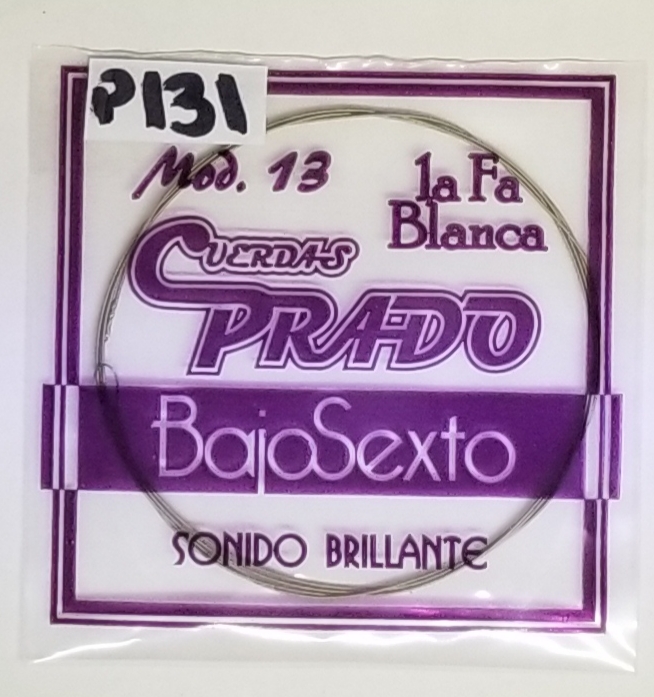 P131
Mod. 13
1a Fa
Blanca
CUERDAS
PRADO
BajoSexto
SONIDO BRILLANTE